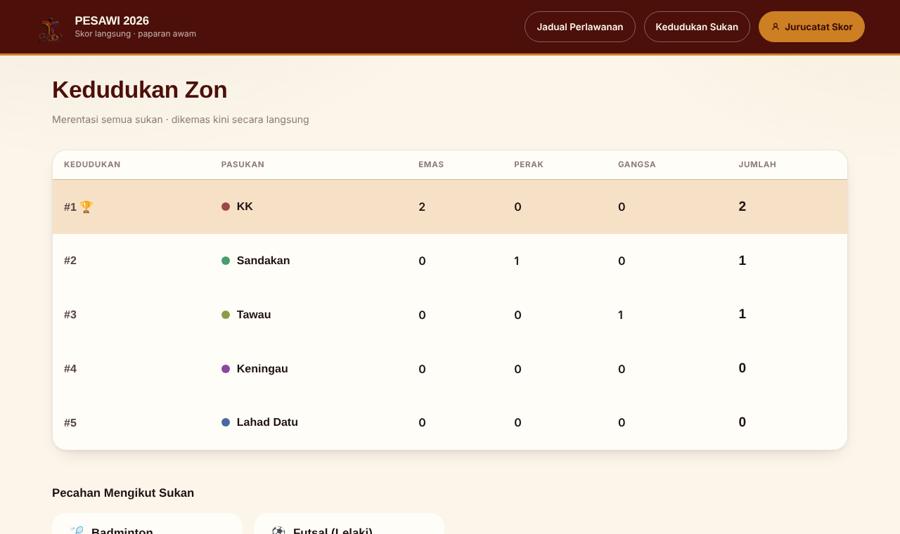 PESAWI 2026
Skor langsung · paparan awam
Jadual Perlawanan
Kedudukan Sukan
Jurucatat Skor
Kedudukan Zon
Merentasi semua sukan · dikemas kini secara langsung
KEDUDUKAN PASUKAN EMAS PERAK GANGSA JUMLAH
#1 🏆 KK 2 0 0 2
#2 Sandakan 0 1 0 1
#3 Tawau 0 0 1 1
#4 Keningau 0 0 0 0
#5 Lahad Datu 0 0 0 0
Pecahan Mengikut Sukan
Badminton
Futsal (Lelaki)